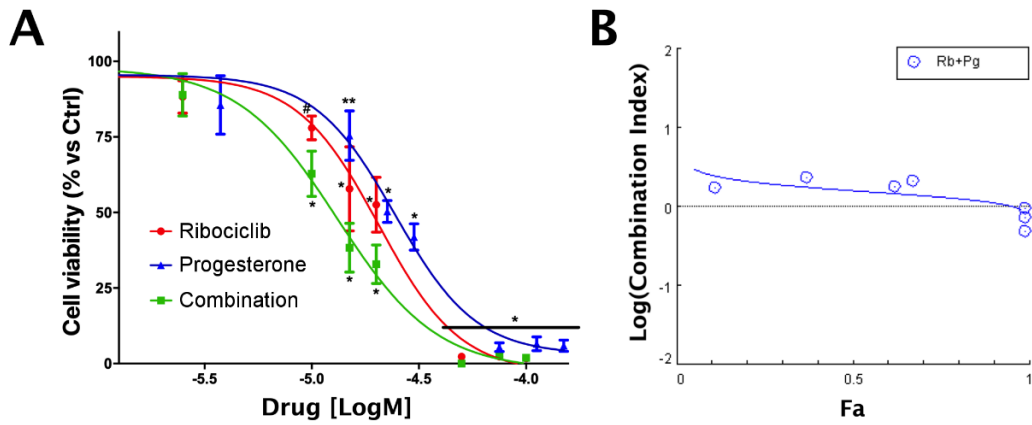 A
Cell viability (% vs Ctrl)
100
75
50
25
0
#
**
*
*
*
*
*
*
*
*
Ribociclib
Progesterone
Combination
-5.5
-5.0
-4.5
-4.0
Drug [LogM]
B
Log(Combination Index)
2
1
0
-1
-2
Rb+Pg
0
0.5
1
Fa